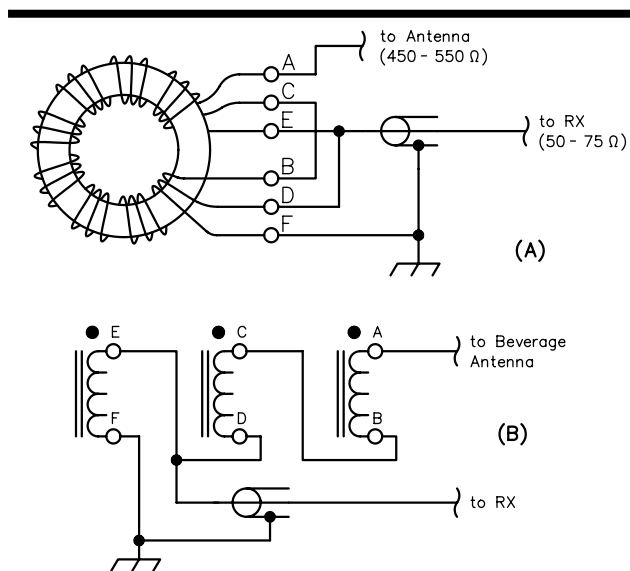 to Antenna
(450 - 550 Ω)
A
C
E
to RX
(50 - 75 Ω)
B
D
F
(A)
E
C
A
to Beverage
Antenna
F
D
B
(B)
to RX